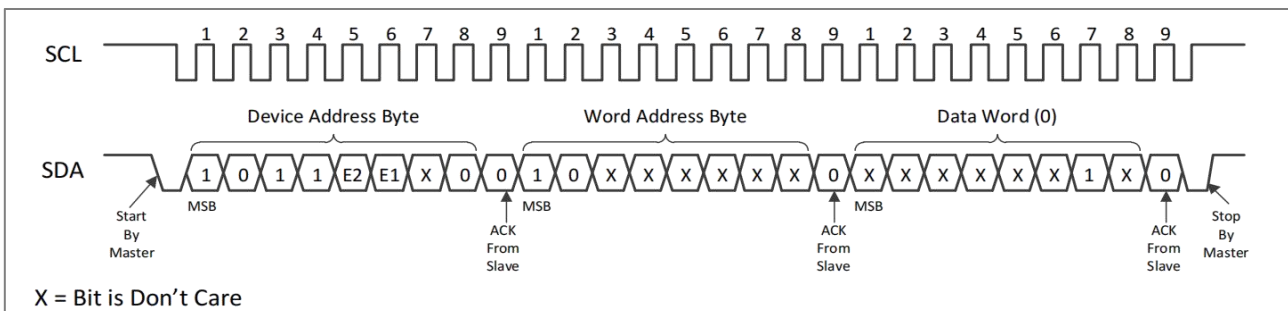 1 2 3 4 5 6 7 8 9 1 2 3 4 5 6 7 8 9 1 2 3 4 5 6 7 8 9
SCL
Device Address Byte Word Address Byte Data Word (0)
SDA 1 0 1 1 E2 E1 X 0 0 1 0 X X X X X X 0 X X X X X X 1 X 0
MSB MSB MSB
Start
By
Master
ACK
From
Slave
ACK
From
Slave
ACK
From
Slave
Stop
By
Master
X = Bit is Don't Care